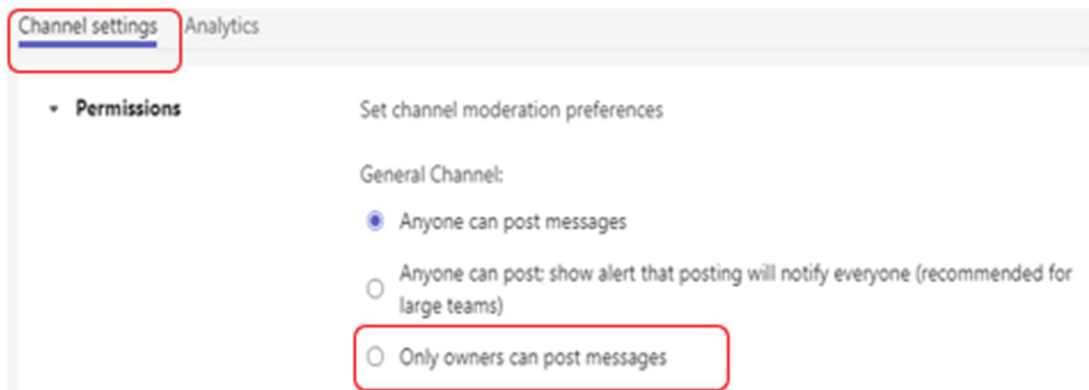 Channel settings Analytics
Permissions Set channel moderation preferences
General Channel:
Anyone can post messages
Anyone can post; show alert that posting will notify everyone (recommended for
large teams)
Only owners can post messages